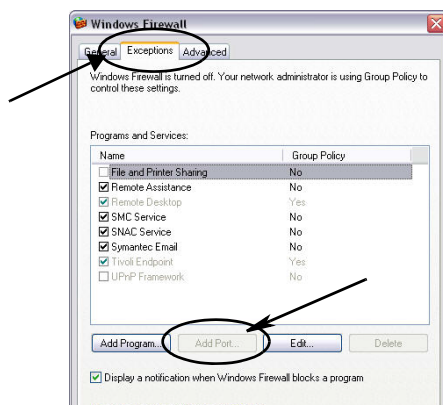 Windows Firewall
General Exceptions Advanced
Windows Firewall is turned off. Your network administrator is using Group Policy to
control these settings.
Programs and Services:
Name Group Policy
File and Printer Sharing No
Remote Assistance No
Remote Desktop Yes
SMC Service No
SNAC Service No
Symantec Email No
Tivoli Endpoint Yes
UPnP Framework No
Add Program... Add Port... Edit... Delete
Display a notification when Windows Firewall blocks a program